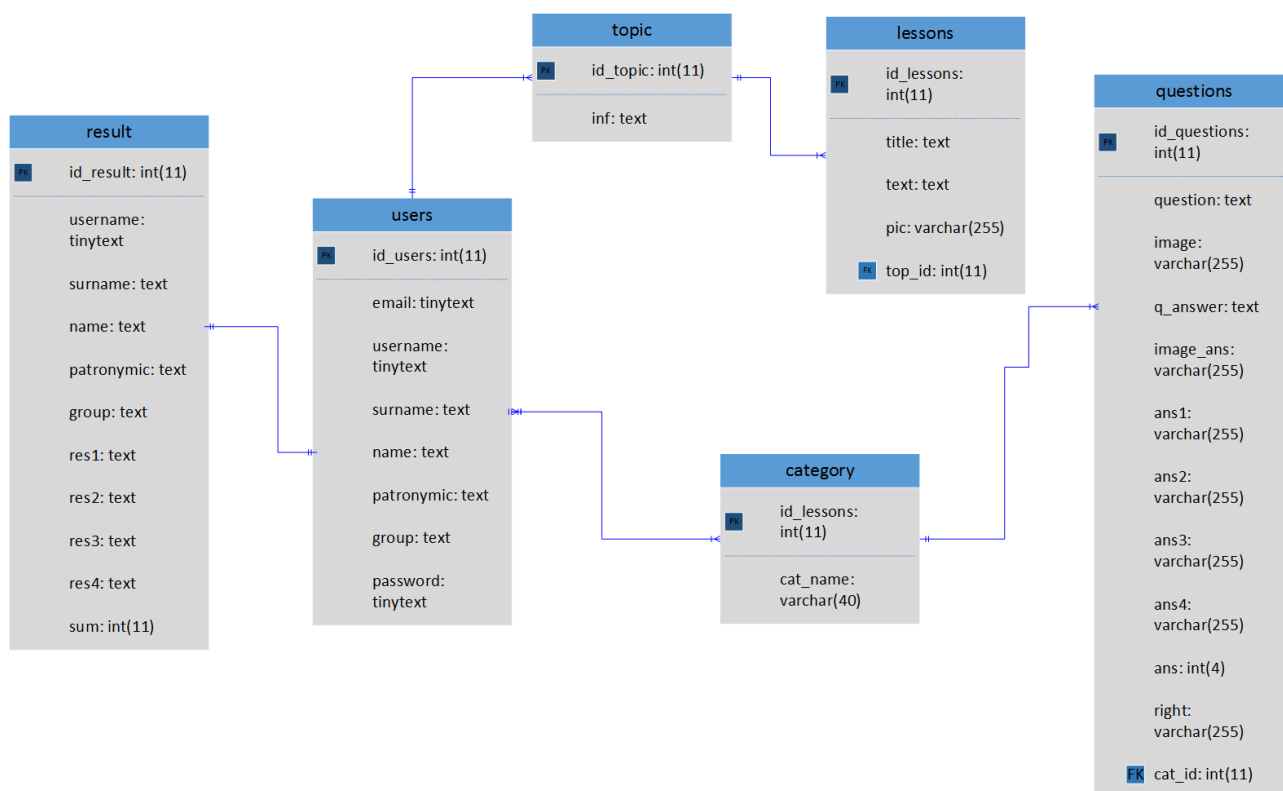 topic
PK
id_topic: int(11)
inf: text
lessons
PK
id_lessons:
int(11)
title: text
text: text
pic: varchar(255)
FK
top_id: int(11)
questions
PK
id_questions:
int(11)
question: text
image:
varchar(255)
q_answer: text
image_ans:
varchar(255)
ans1:
varchar(255)
ans2:
varchar(255)
ans3:
varchar(255)
ans4:
varchar(255)
ans: int(4)
right:
varchar(255)
FK
cat_id: int(11)
result
PK
id_result: int(11)
username:
tinytext
surname: text
name: text
patronymic: text
group: text
res1: text
res2: text
res3: text
res4: text
sum: int(11)
users
PK
id_users: int(11)
email: tinytext
username:
tinytext
surname: text
name: text
patronymic: text
group: text
password:
tinytext
category
PK
id_lessons:
int(11)
cat_name:
varchar(40)